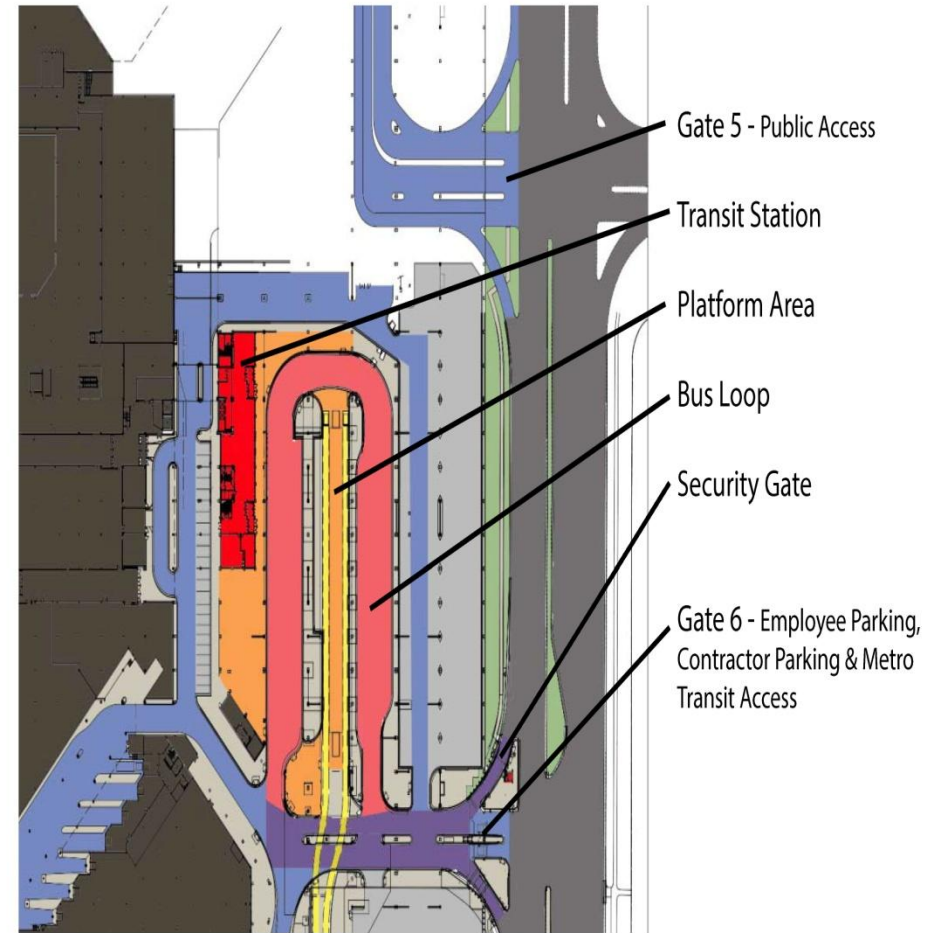 Gate 5 - Public Access
Transit Station
Platform Area
Bus Loop
Security Gate
Gate 6 - Employee Parking,
Contractor Parking & Metro
Transit Access